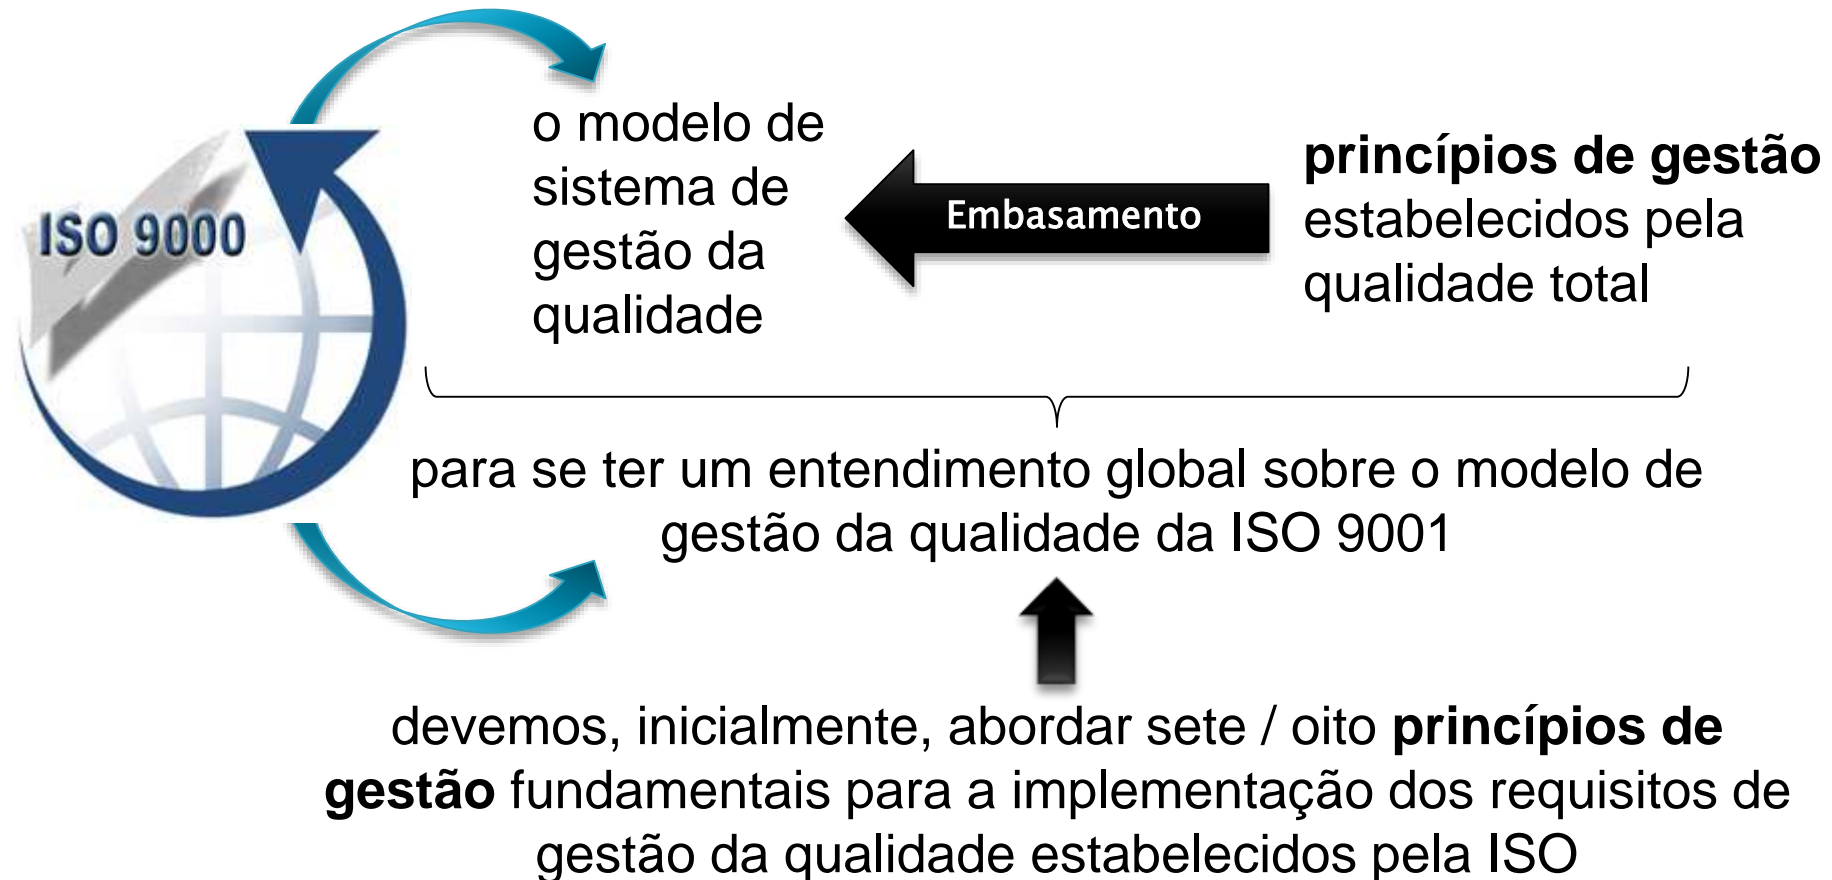 ISO 9000
o modelo de
sistema de
gestão da
qualidade
Embasamento
princípios de gestão
estabelecidos pela
qualidade total
para se ter um entendimento global sobre o modelo de
gestão da qualidade da ISO 9001
devemos, inicialmente, abordar sete / oito princípios de
gestão fundamentais para a implementação dos requisitos de
gestão da qualidade estabelecidos pela ISO